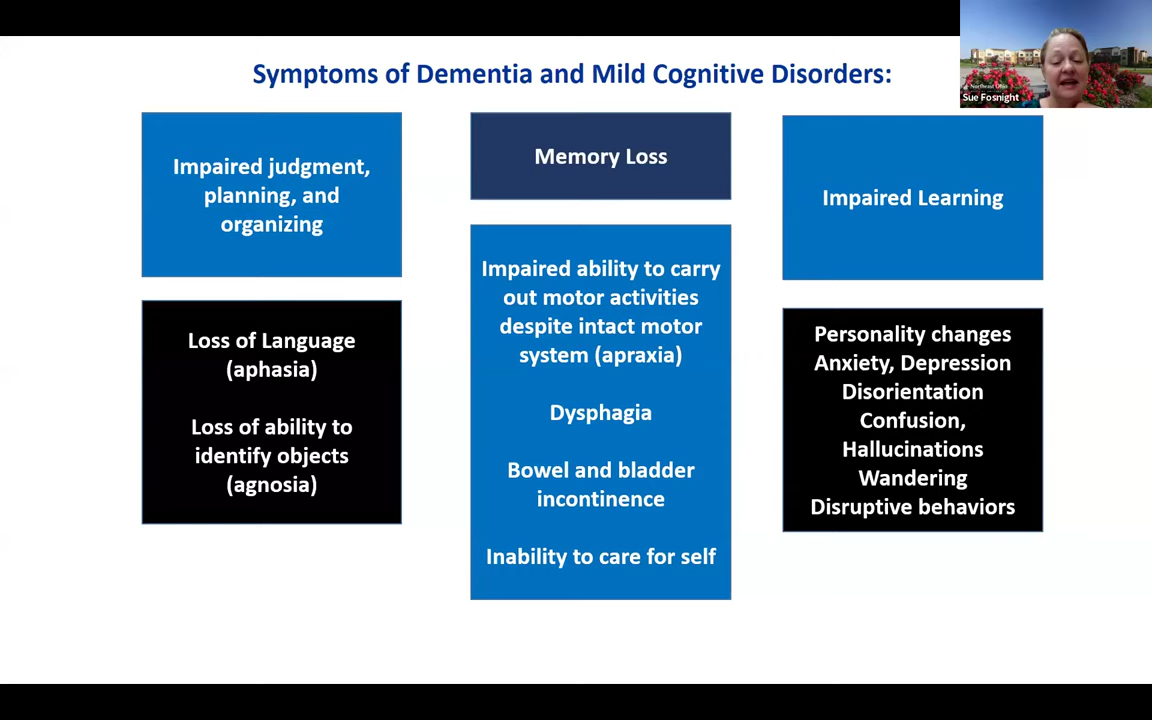 Symptoms of Dementia and Mild Cognitive Disorders:
Northeast Ohio
Sue Fosnight
Impaired judgment,
planning, and
organizing
Loss of Language
(aphasia)
Loss of ability to
identify objects
(agnosia)
Memory Loss
Impaired ability to carry
out motor activities
despite intact motor
system (apraxia)
Dysphagia
Bowel and bladder
incontinence
Inability to care for self
Impaired Learning
Personality changes
Anxiety, Depression
Disorientation
Confusion,
Hallucinations
Wandering
Disruptive behaviors